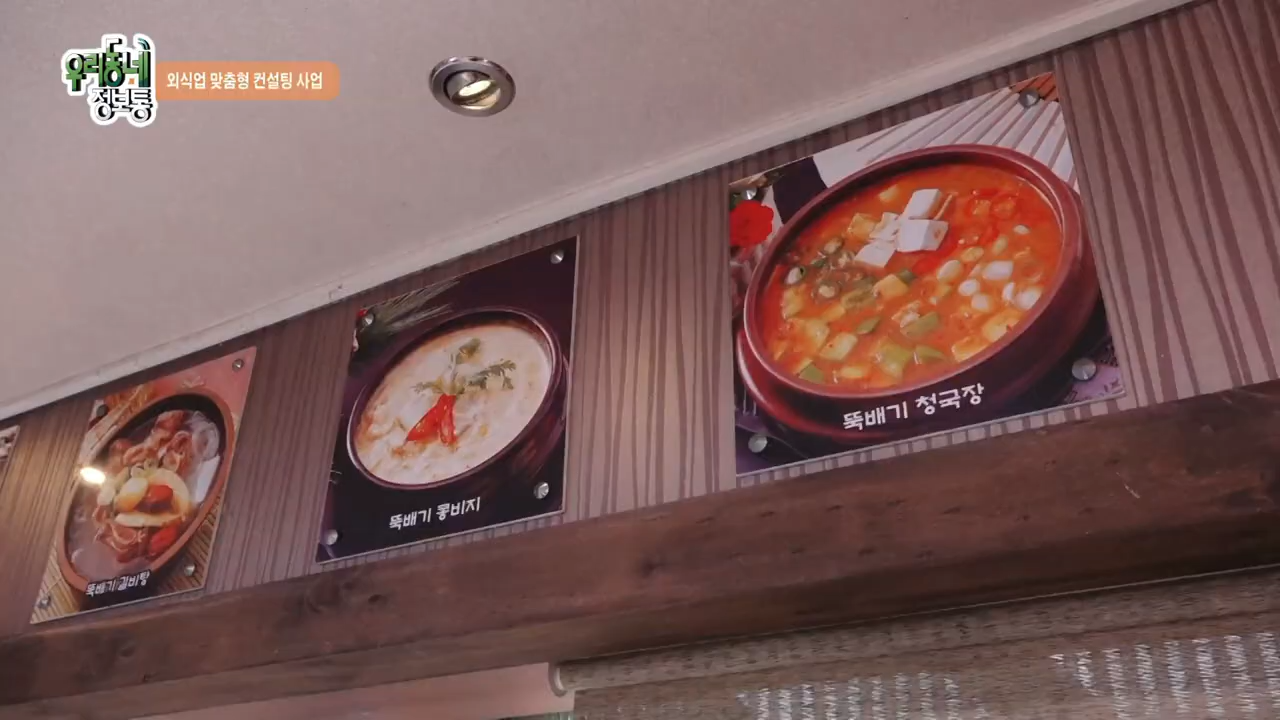 우리동네
정보통
외식업 맞춤형 컨설팅 사업
뚝배기 갈비탕
뚝배기 콩비지
뚝배기 청국장